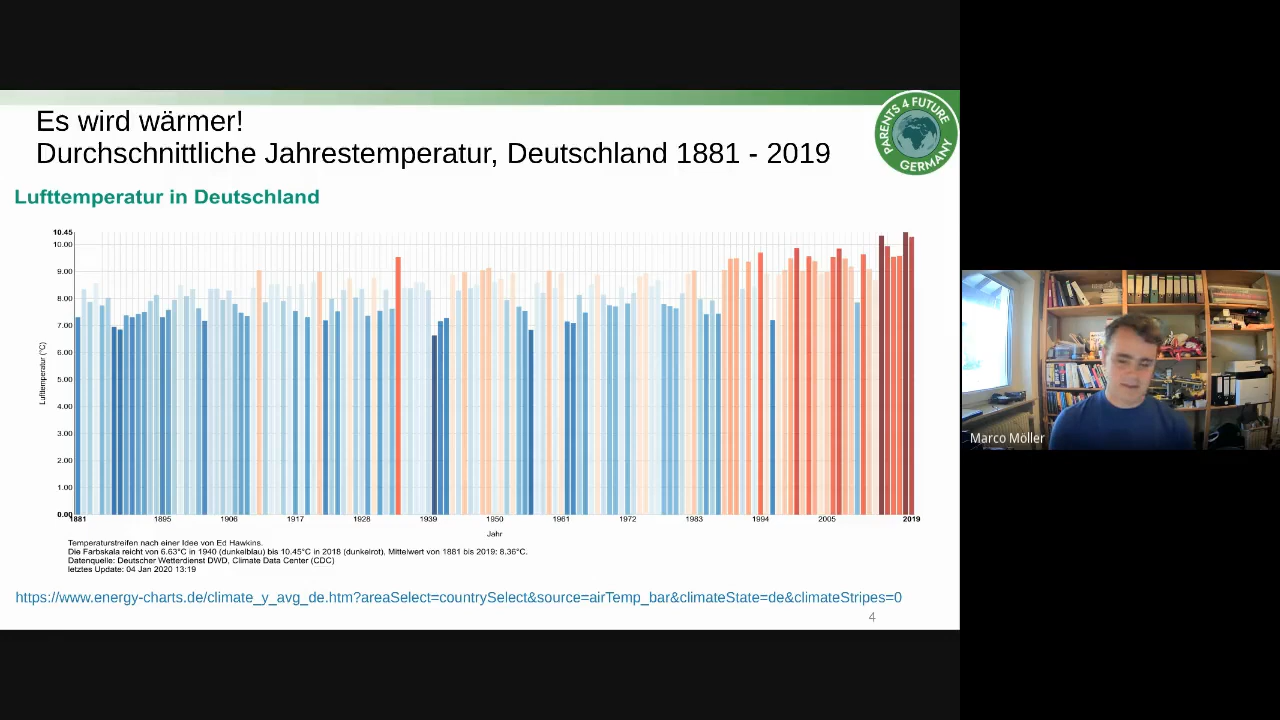 Es wird wärmer!
Durchschnittliche Jahrestemperatur, Deutschland 1881 - 2019
PARENTS 4 FUTURE
GERMANY
Lufttemperatur in Deutschland
10.45
10.00
9.00
8.00
7.00
6.00
5.00
4.00
3.00
2.00
1.00
0.00
Lufttemperatur (°C)
1881 1895 1906 1917 1928 1939 1950 1961 1972 1983 1994 2005 2019
Jahr
Temperaturstreifen nach einer Idee von Ed Hawkins.
Die Farbskala reicht von 6.63°C in 1940 (dunkelblau) bis 10.45°C in 2018 (dunkelrot), Mittelwert von 1881 bis 2019: 8.36°C.
Datenquelle: Deutscher Wetterdienst DWD, Climate Data Center (CDC)
letztes Update: 04 Jan 2020 13:19
https://www.energy-charts.de/climate_y_avg_de.htm?areaSelect=countrySelect&source=airTemp_bar&climateState=de&climateStripes=0
4
Marco Möller